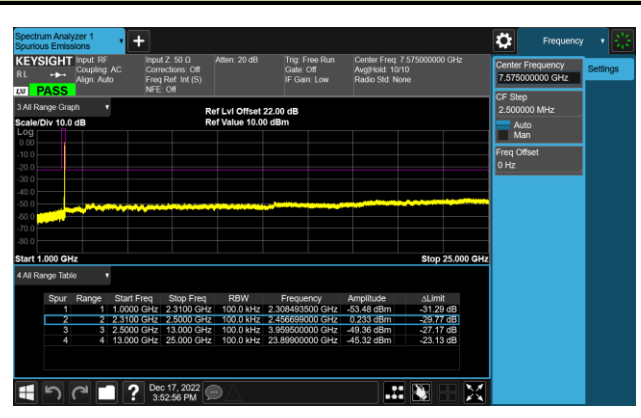 Spectrum Analyzer 1
Spurious Emissions
Frequency
KEYSIGHT
RL
PASS
Input: RF
Coupling: AC
Align: Auto
Input Z: 50 Ω
Corrections: Off
Freq Ref: Int (S)
NFE: Off
Atten: 20 dB
Trig: Free Run
Gate: Off
IF Gain: Low
Center Freq: 7.575000000 GHz
Avg|Hold: 10/10
Radio Std: None
Center Frequency
7.575000000 GHz
Settings
CF Step
2.500000 MHz
Auto
Man
Freq Offset
0 Hz
3 All Range Graph
Scale/Div 10.0 dB
Ref Lvl Offset 22.00 dB
Ref Value 10.00 dBm
Log
0.00
-10.0
-20.0
-30.0
-40.0
-50.0
-60.0
-70.0
-80.0
Start 1.000 GHz
Stop 25.000 GHz
4 All Range Table
Spur Range Start Freq Stop Freq RBW Frequency Amplitude ΔLimit
1 1 1.0000 GHz 2.3100 GHz 100.0 kHz 2.308493500 GHz -53.48 dBm -31.29 dB
2 2 2.3100 GHz 2.5000 GHz 100.0 kHz 2.456699000 GHz 0.233 dBm -29.77 dB
3 3 2.5000 GHz 13.000 GHz 100.0 kHz 3.959500000 GHz -49.36 dBm -27.17 dB
4 4 13.000 GHz 25.000 GHz 100.0 kHz 23.89900000 GHz -45.32 dBm -23.13 dB
?
Dec 17, 2022
3:52:56 PM